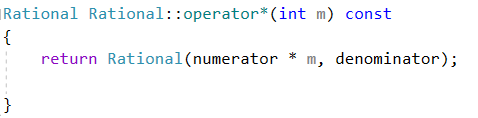 Rational Rational::operator*(int m) const
{
    return Rational(numerator * m, denominator);
}